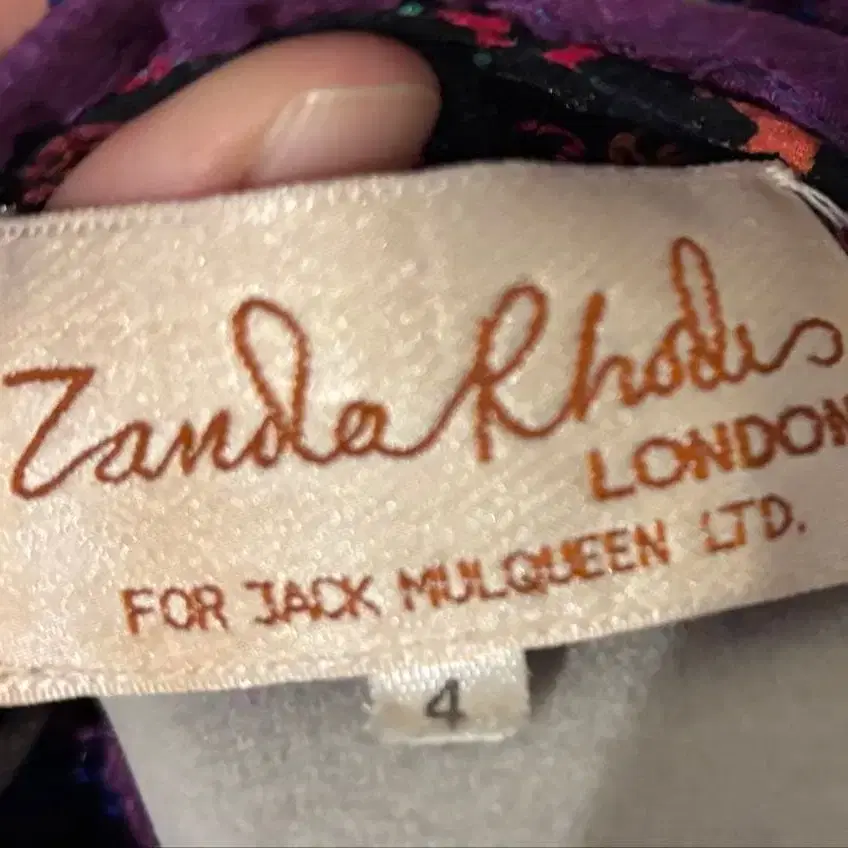 Zandra Rhodes
LONDON
FOR JACK MULQUEEN LTD.
4